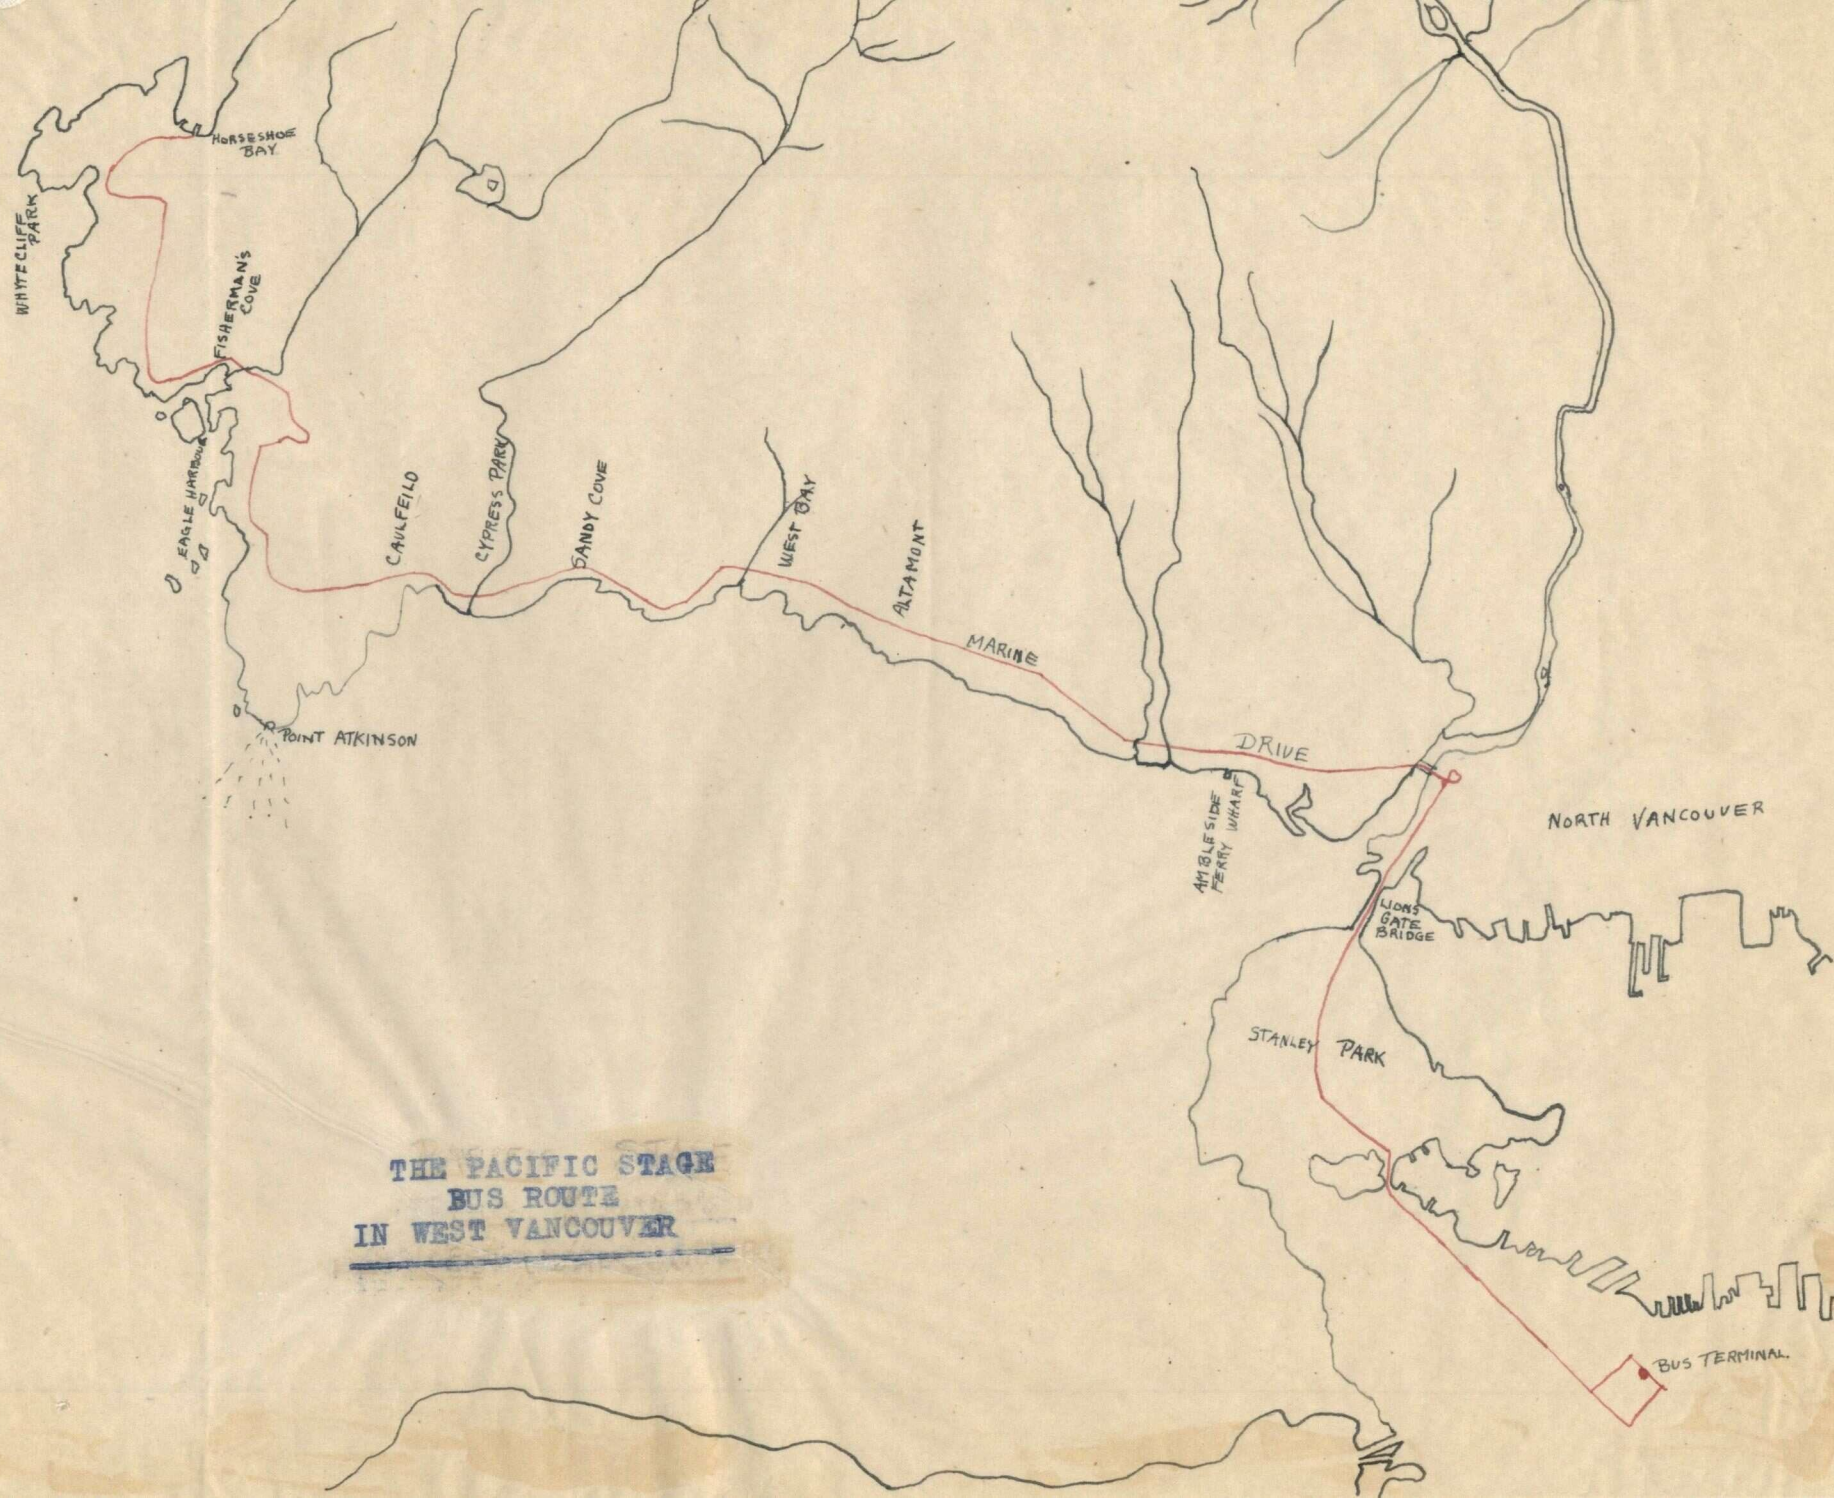 HORSESHOE
BAY
WHYTECLIFF
PARK
FISHERMAN'S
COVE
EAGLE HARBOUR
CAULFEILD
CYPRESS PARK
SANDY COVE
WEST BAY
ALTAMONT
MARINE
DRIVE
POINT ATKINSON
AMBLESIDE
FERRY WHARF
NORTH VANCOUVER
LIONS
GATE
BRIDGE
STANLEY PARK
THE PACIFIC STAGE
BUS ROUTE
IN WEST VANCOUVER
BUS TERMINAL